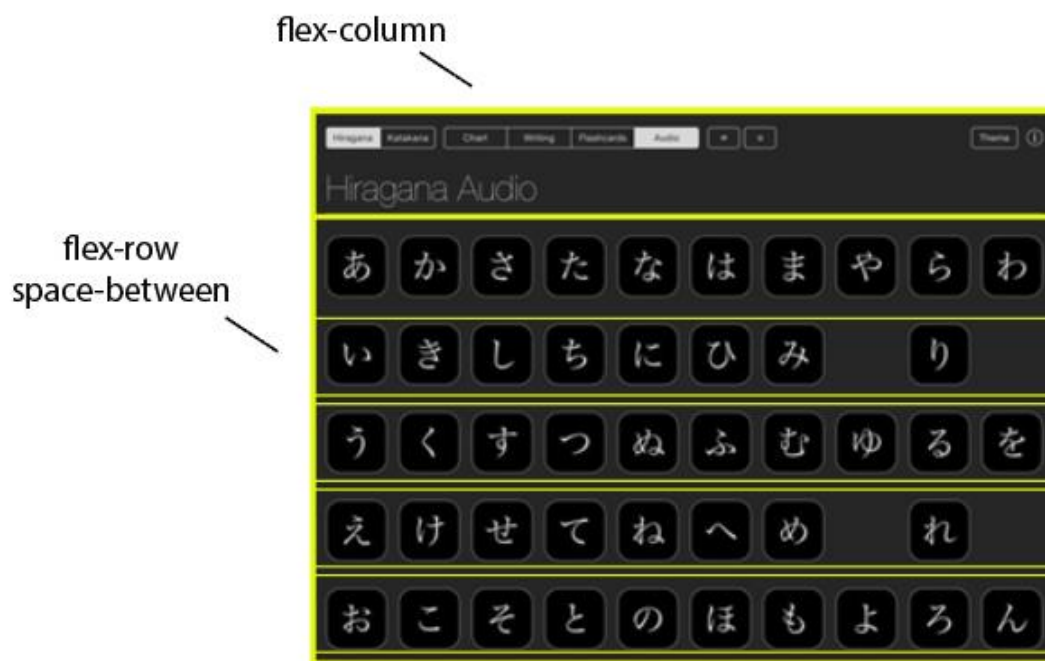 flex-column
Hiragana Katakana Chart Writing Flashcards Audio Theme
Hiragana Audio
flex-row
space-between
あ か さ た な は ま や ら わ
い き し ち に ひ み り
う く す つ ぬ ふ む ゆ る を
え け せ て ね へ め れ
お こ そ と の ほ も よ ろ ん